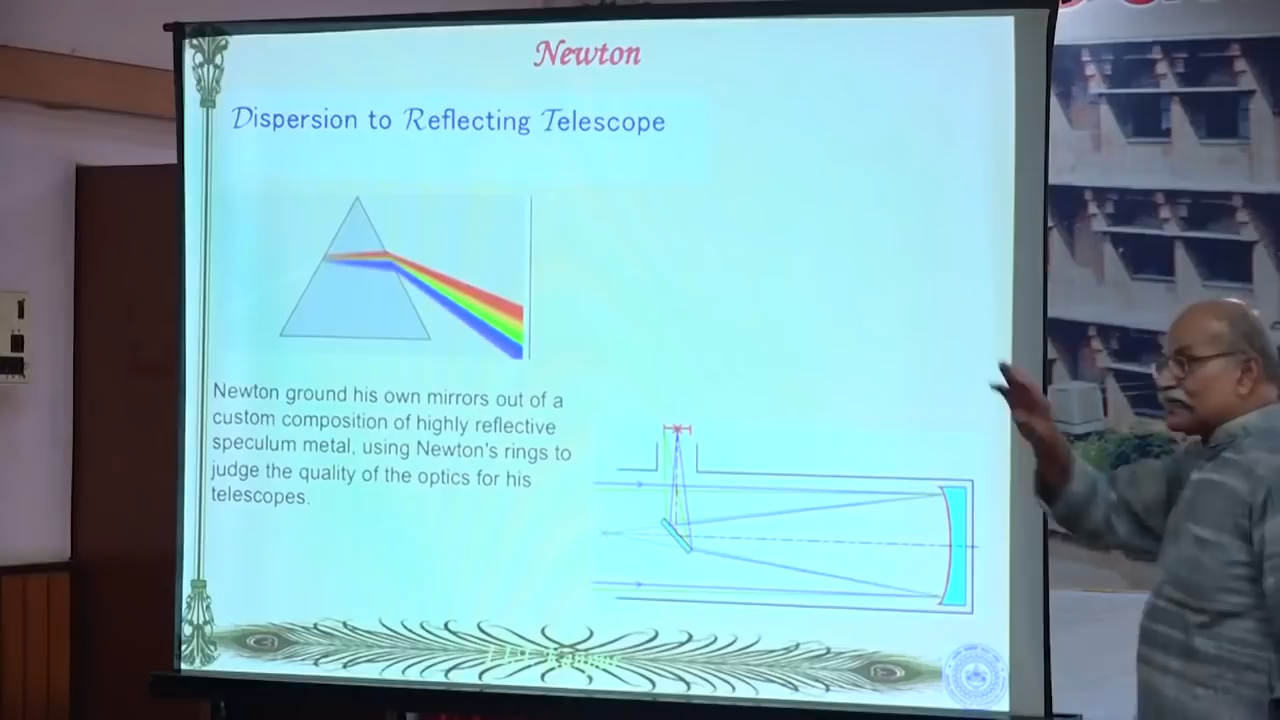 Newton
Dispersion to Reflecting Telescope
Newton ground his own mirrors out of a
custom composition of highly reflective
speculum metal, using Newton's rings to
judge the quality of the optics for his
telescopes.